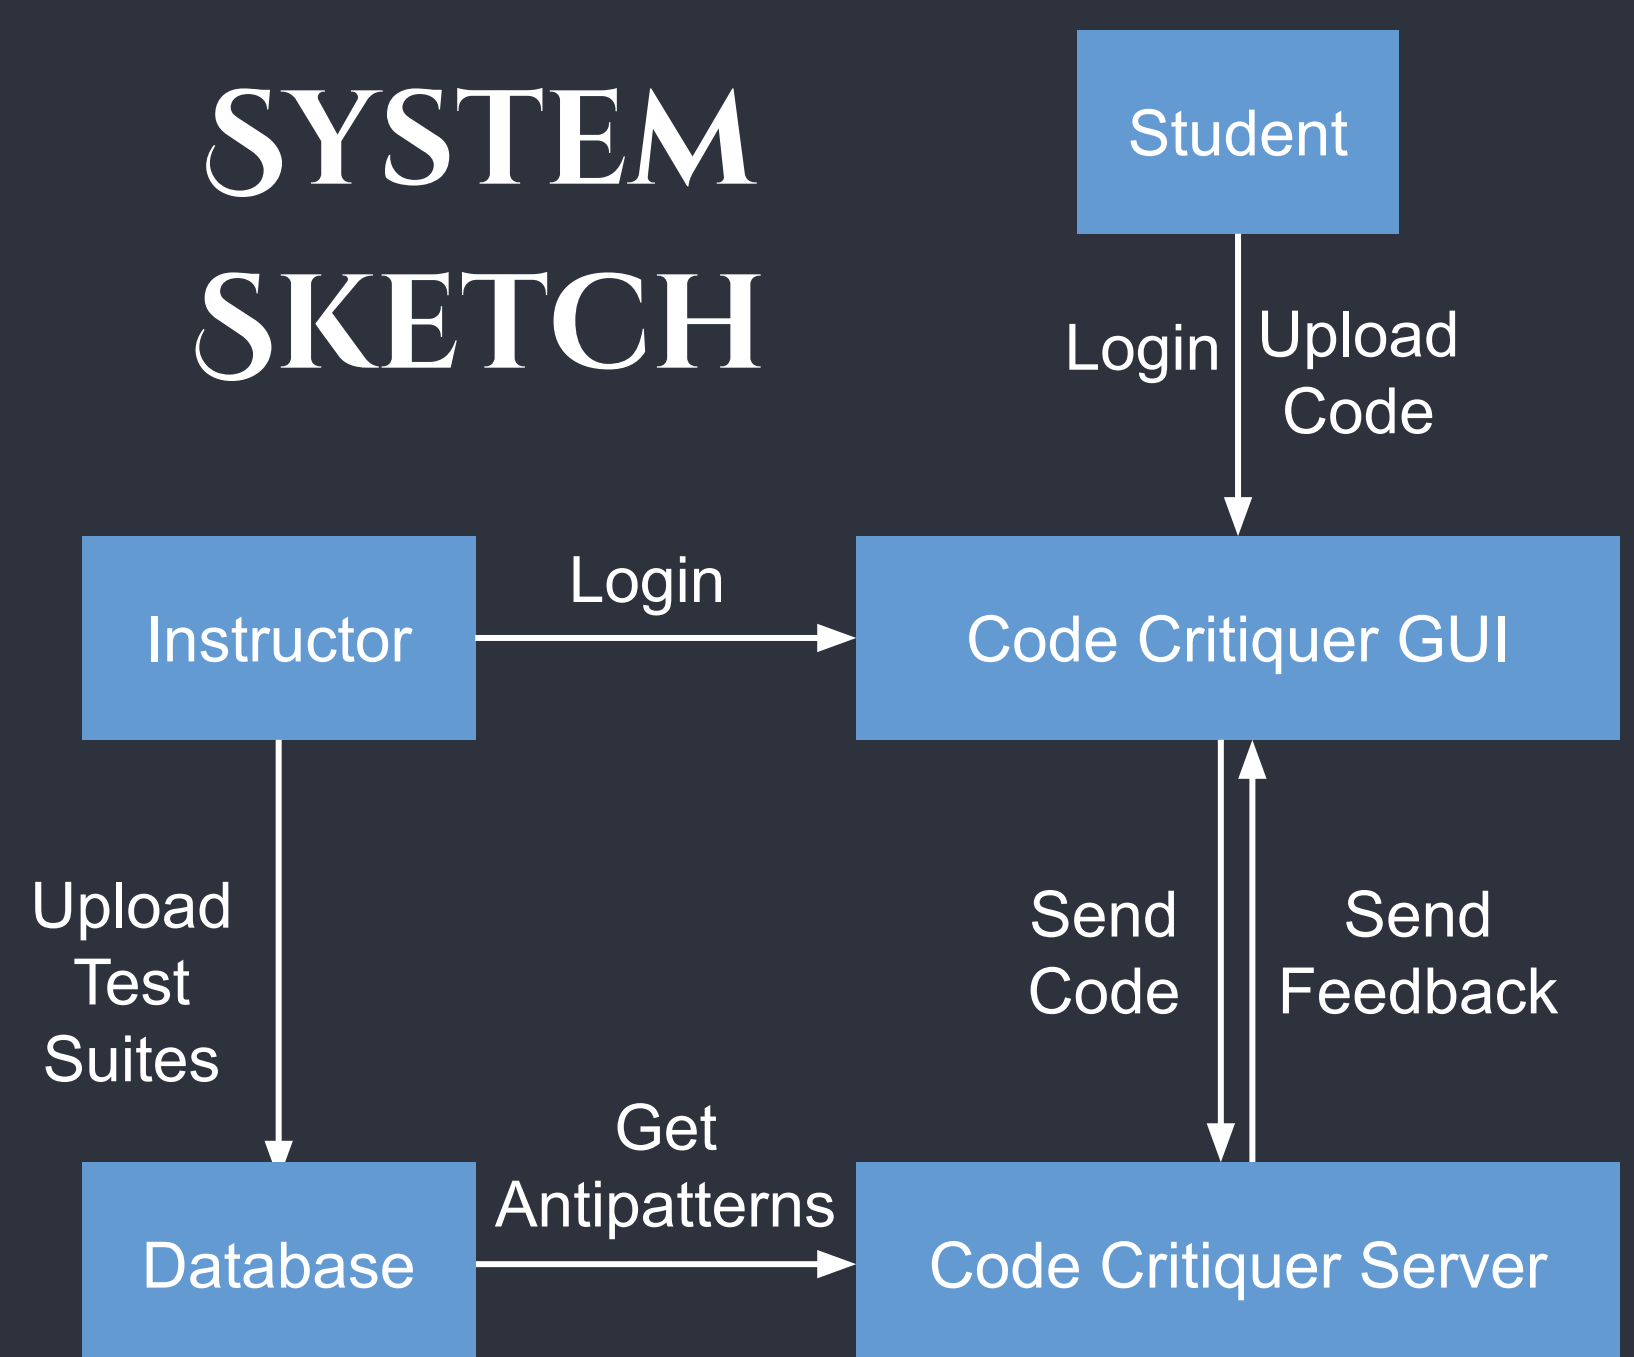 SYSTEM
SKETCH
Student
Login
Upload
Code
Instructor
Login
Code Critiquer GUI
Upload
Test
Suites
Send
Code
Send
Feedback
Get
Antipatterns
Database
Code Critiquer Server